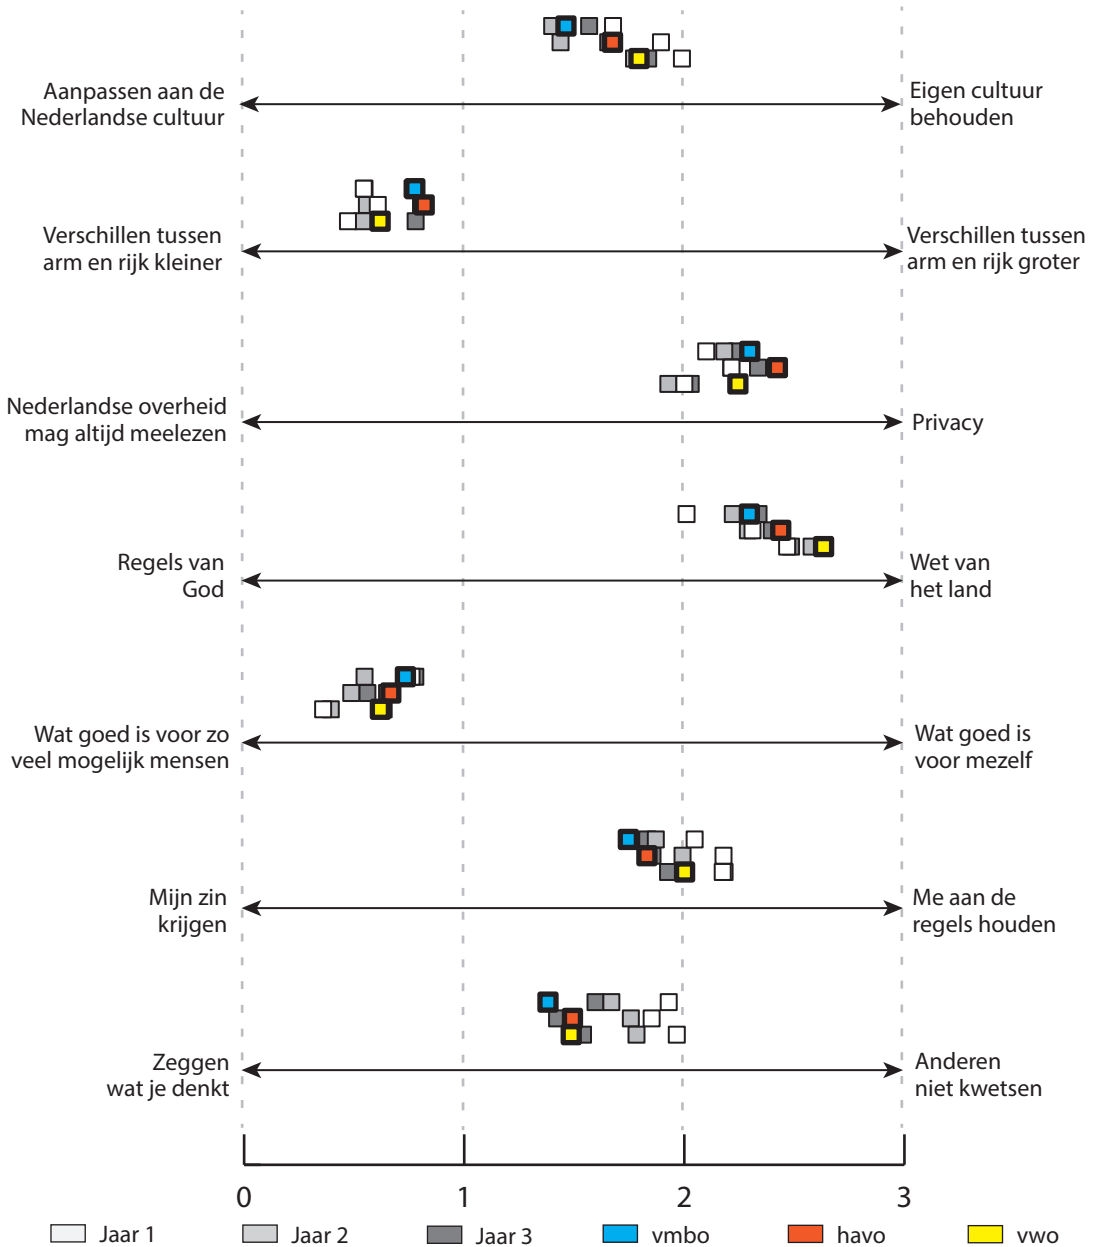 Aanpassen aan de
Nederlandse cultuur
Eigen cultuur
behouden
Verschillen tussen
arm en rijk kleiner
Verschillen tussen
arm en rijk groter
Nederlandse overheid
mag altijd meelezen
Privacy
Regels van
God
Wet van
het land
Wat goed is voor zo
veel mogelijk mensen
Wat goed is
voor mezelf
Mijn zin
krijgen
Me aan de
regels houden
Zeggen
wat je denkt
Anderen
niet kwetsen
0 1 2 3
Jaar 1 Jaar 2 Jaar 3 vmbo havo vwo